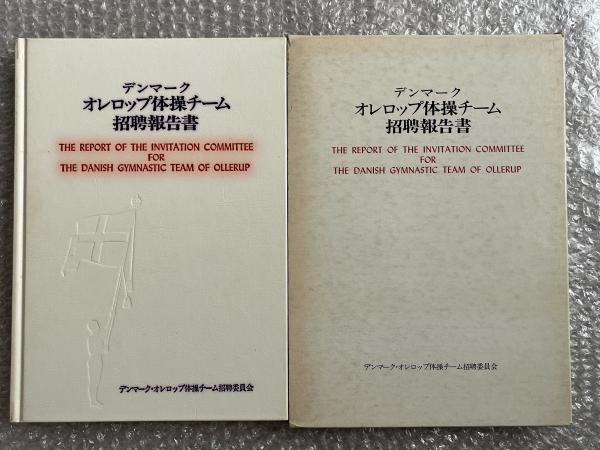 デンマーク
オレロップ体操チーム
招聘報告書
THE REPORT OF THE INVITATION COMMITTEE
FOR
THE DANISH GYMNASTIC TEAM OF OLLERUP
デンマーク・オレロップ体操チーム招聘委員会
デンマーク
オレロップ体操チーム
招聘報告書
THE REPORT OF THE INVITATION COMMITTEE
FOR
THE DANISH GYMNASTIC TEAM OF OLLERUP
デンマーク・オレロップ体操チーム招聘委員会